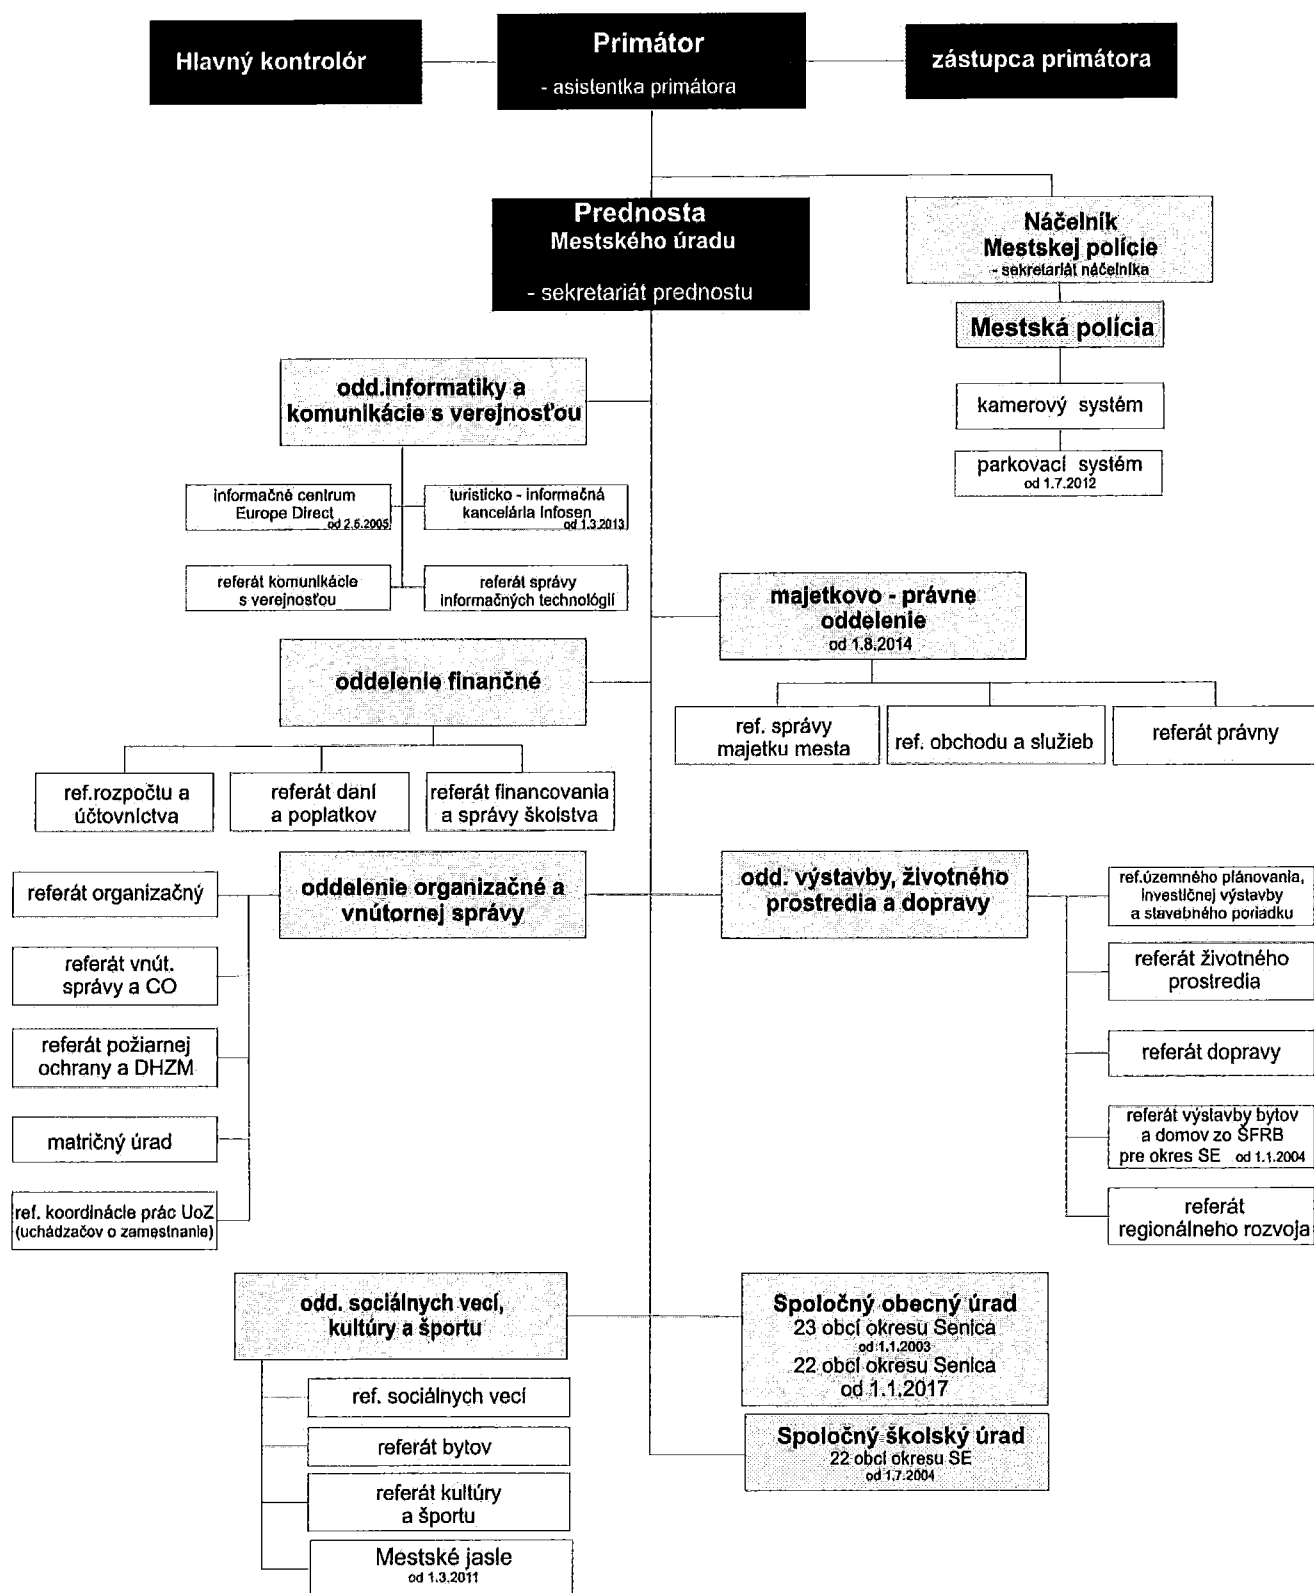 Hlavný kontrolór
Primátor
- asistentka primátora
zástupca primátora
Prednosta
Mestského úradu
- sekretariát prednostu
Náčelník
Mestskej polície
- sekretariát náčelníka
Mestská polícia
kamerový systém
parkovací systém
od 1.7.2012
odd.informatiky a
komunikácie s verejnosťou
informačné centrum
Europe Direct
od 2.5.2005
turisticko - informačná
kancelária Infosen
od 1.3.2013
referát komunikácie
s verejnosťou
referát správy
informačných technológií
majetkovo - právne
oddelenie
od 1.8.2014
ref. správy
majetku mesta
ref. obchodu a služieb
referát právny
oddelenie finančné
ref.rozpočtu a
účtovníctva
referát daní
a poplatkov
referát financovania
a správy školstva
oddelenie organizačné a
vnútornej správy
referát organizačný
referát vnút.
správy a CO
referát požiarnej
ochrany a DHZM
matričný úrad
ref. koordinácie prác UoZ
(uchádzačov o zamestnanie)
odd. výstavby, životného
prostredia a dopravy
ref.územného plánovania,
investičnej výstavby
a stavebného poriadku
referát životného
prostredia
referát dopravy
referát výstavby bytov
a domov zo ŠFRB
pre okres SE od 1.1.2004
referát
regionálneho rozvoja
odd. sociálnych vecí,
kultúry a športu
ref. sociálnych vecí
referát bytov
referát kultúry
a športu
Mestské jasle
od 1.3.2011
Spoločný obecný úrad
23 obcí okresu Senica
od 1.1.2003
22 obcí okresu Senica
od 1.1.2017
Spoločný školský úrad
22 obcí okresu SE
od 1.7.2004